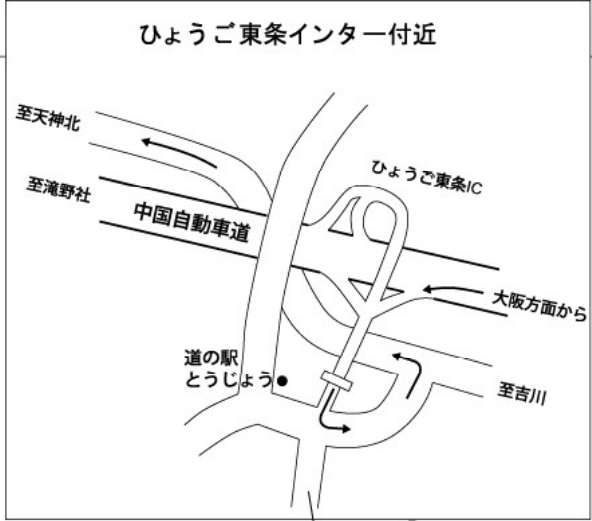 ひょうご東条インター付近
至天神北
ひょうご東条IC
至滝野社
中国自動車道
大阪方面から
道の駅
とうじょう
至吉川